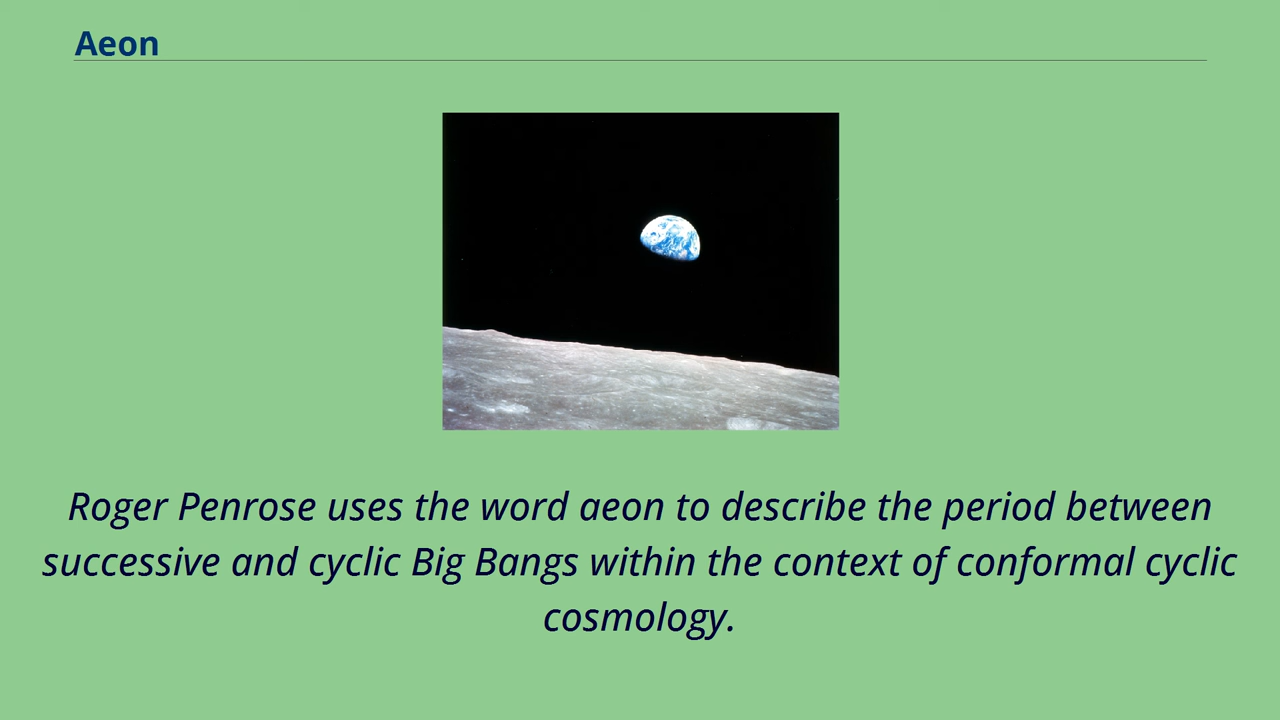 Aeon
Roger Penrose uses the word aeon to describe the period between
successive and cyclic Big Bangs within the context of conformal cyclic
cosmology.